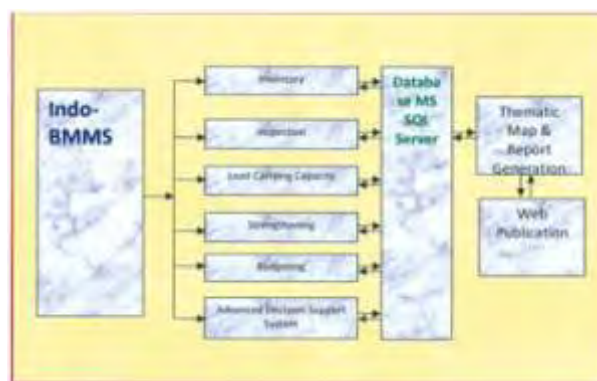 Indo-
BMMS
Inventory
Inspection
Load Carrying Capacity
Strengthening
Budgeting
Advanced Decision Support
System
Databa
se MS
SQL
Server
Thematic
Map &
Report
Generation
Web
Publication